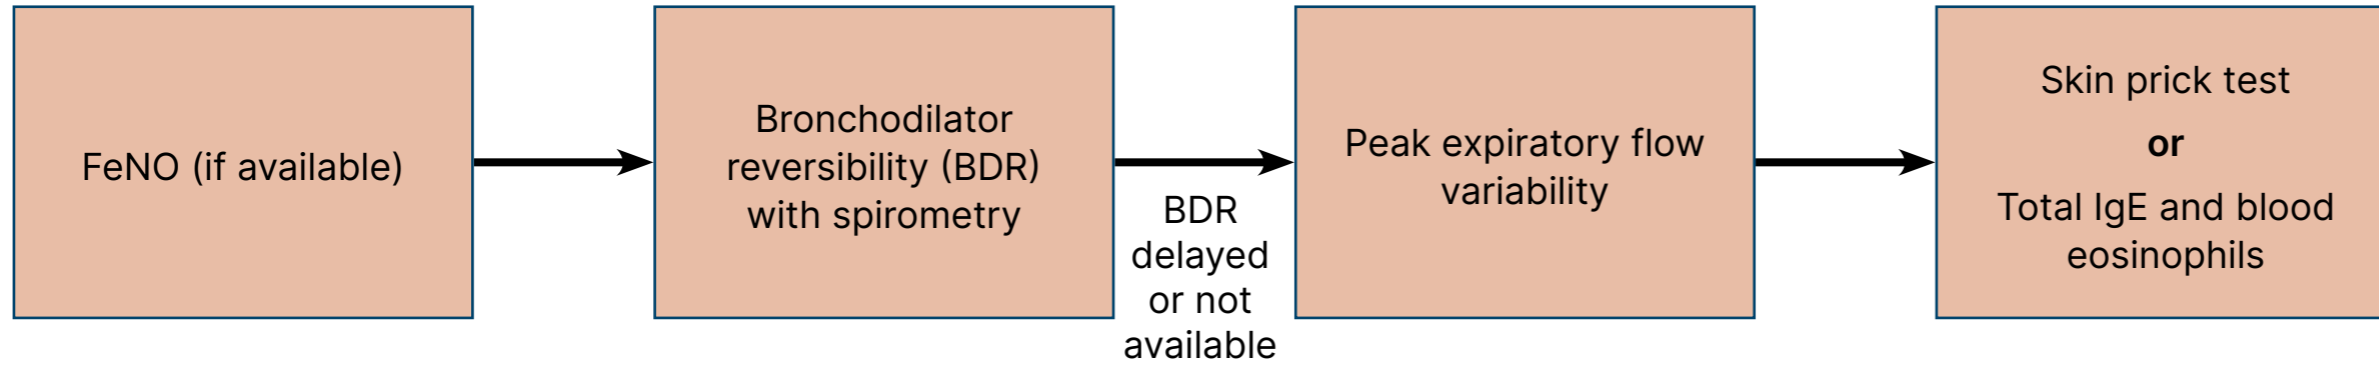 FeNO (if available)
Bronchodilator
reversibility (BDR)
with spirometry
BDR
delayed
or not
available
Peak expiratory flow
variability
Skin prick test
or
Total IgE and blood
eosinophils